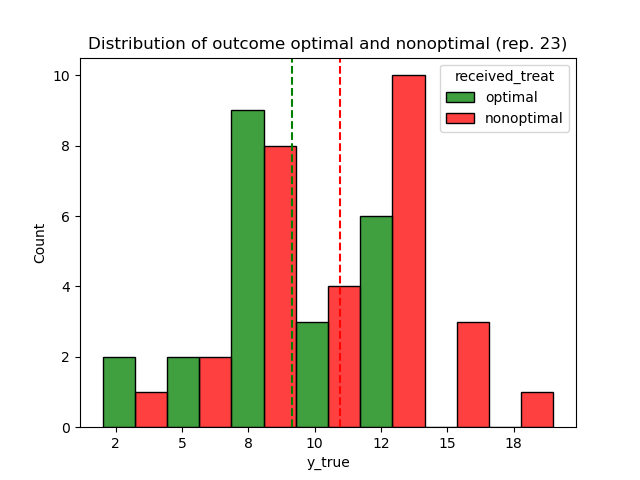 Distribution of outcome optimal and nonoptimal (rep. 23)
received_treat
optimal
nonoptimal
Count
10
8
6
4
2
0
2 5 8 10 12 15 18
y_true